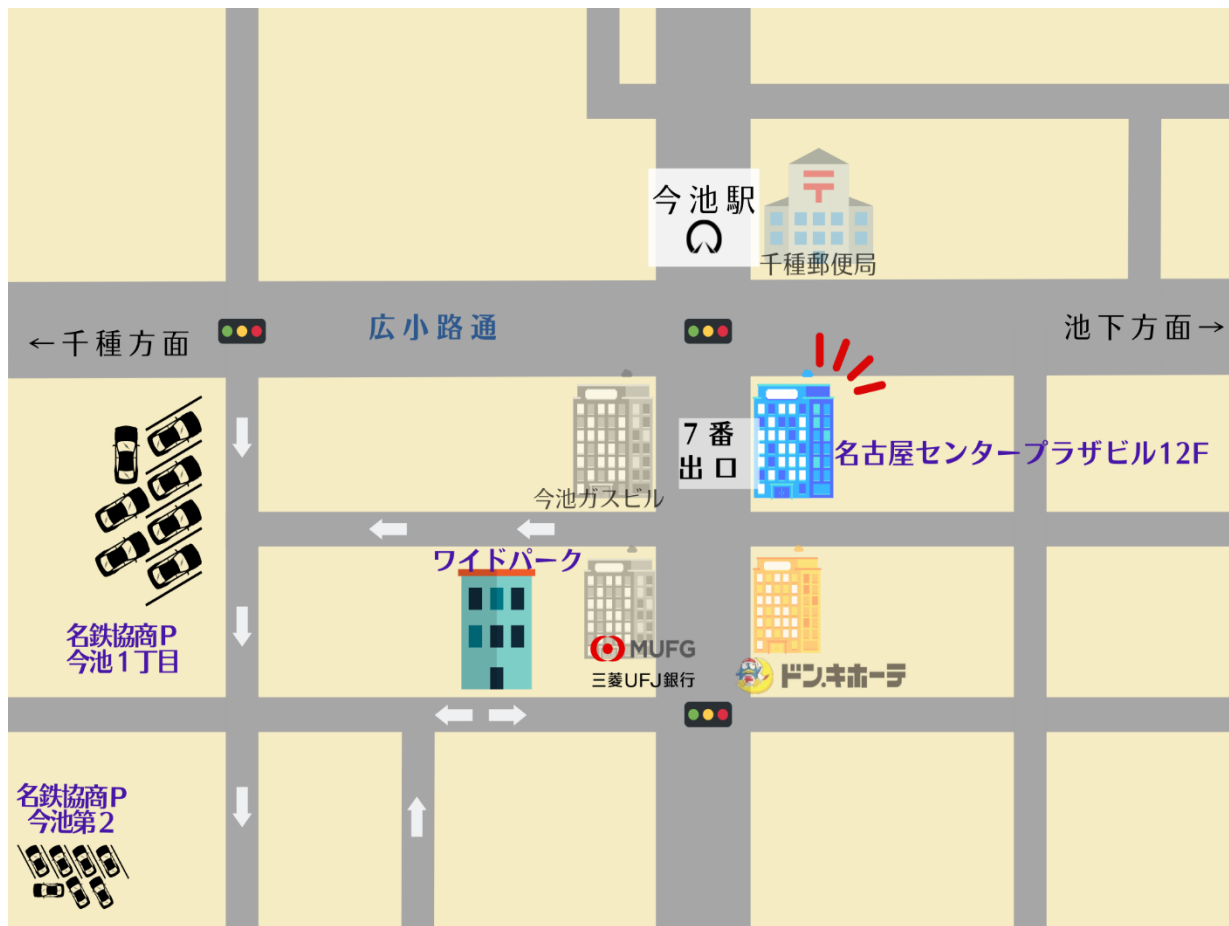 今池駅
〒
千種郵便局
←千種方面
広小路通
池下方面→
7番
出口
名古屋センタープラザビル12F
今池ガスビル
ワイドパーク
名鉄協商P
今池1丁目
MUFG
三菱UFJ銀行
ドン.キホーテ
名鉄協商P
今池第2